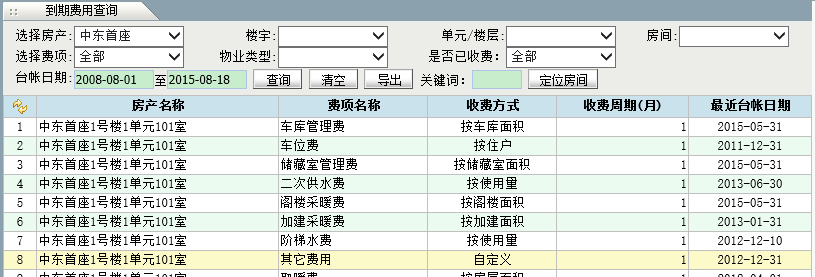 到期费用查询
选择房产: 中东首座 楼宇: 单元/楼层: 房间:
选择费项: 全部 物业类型: 是否已收费: 全部
台帐日期: 2008-08-01 至 2015-08-18 查询 清空 导出 关键词: 定位房间
房产名称 费项名称 收费方式 收费周期(月) 最近台帐日期
1 中东首座1号楼1单元101室 车库管理费 按车库面积 1 2015-05-31
2 中东首座1号楼1单元101室 车位费 按住户 1 2011-12-31
3 中东首座1号楼1单元101室 储藏室管理费 按储藏室面积 1 2015-05-31
4 中东首座1号楼1单元101室 二次供水费 按使用量 1 2013-06-30
5 中东首座1号楼1单元101室 阁楼采暖费 按阁楼面积 1 2015-05-31
6 中东首座1号楼1单元101室 加建采暖费 按加建面积 1 2013-01-31
7 中东首座1号楼1单元101室 阶梯水费 按使用量 1 2012-12-10
8 中东首座1号楼1单元101室 其它费用 自定义 1 2012-12-31